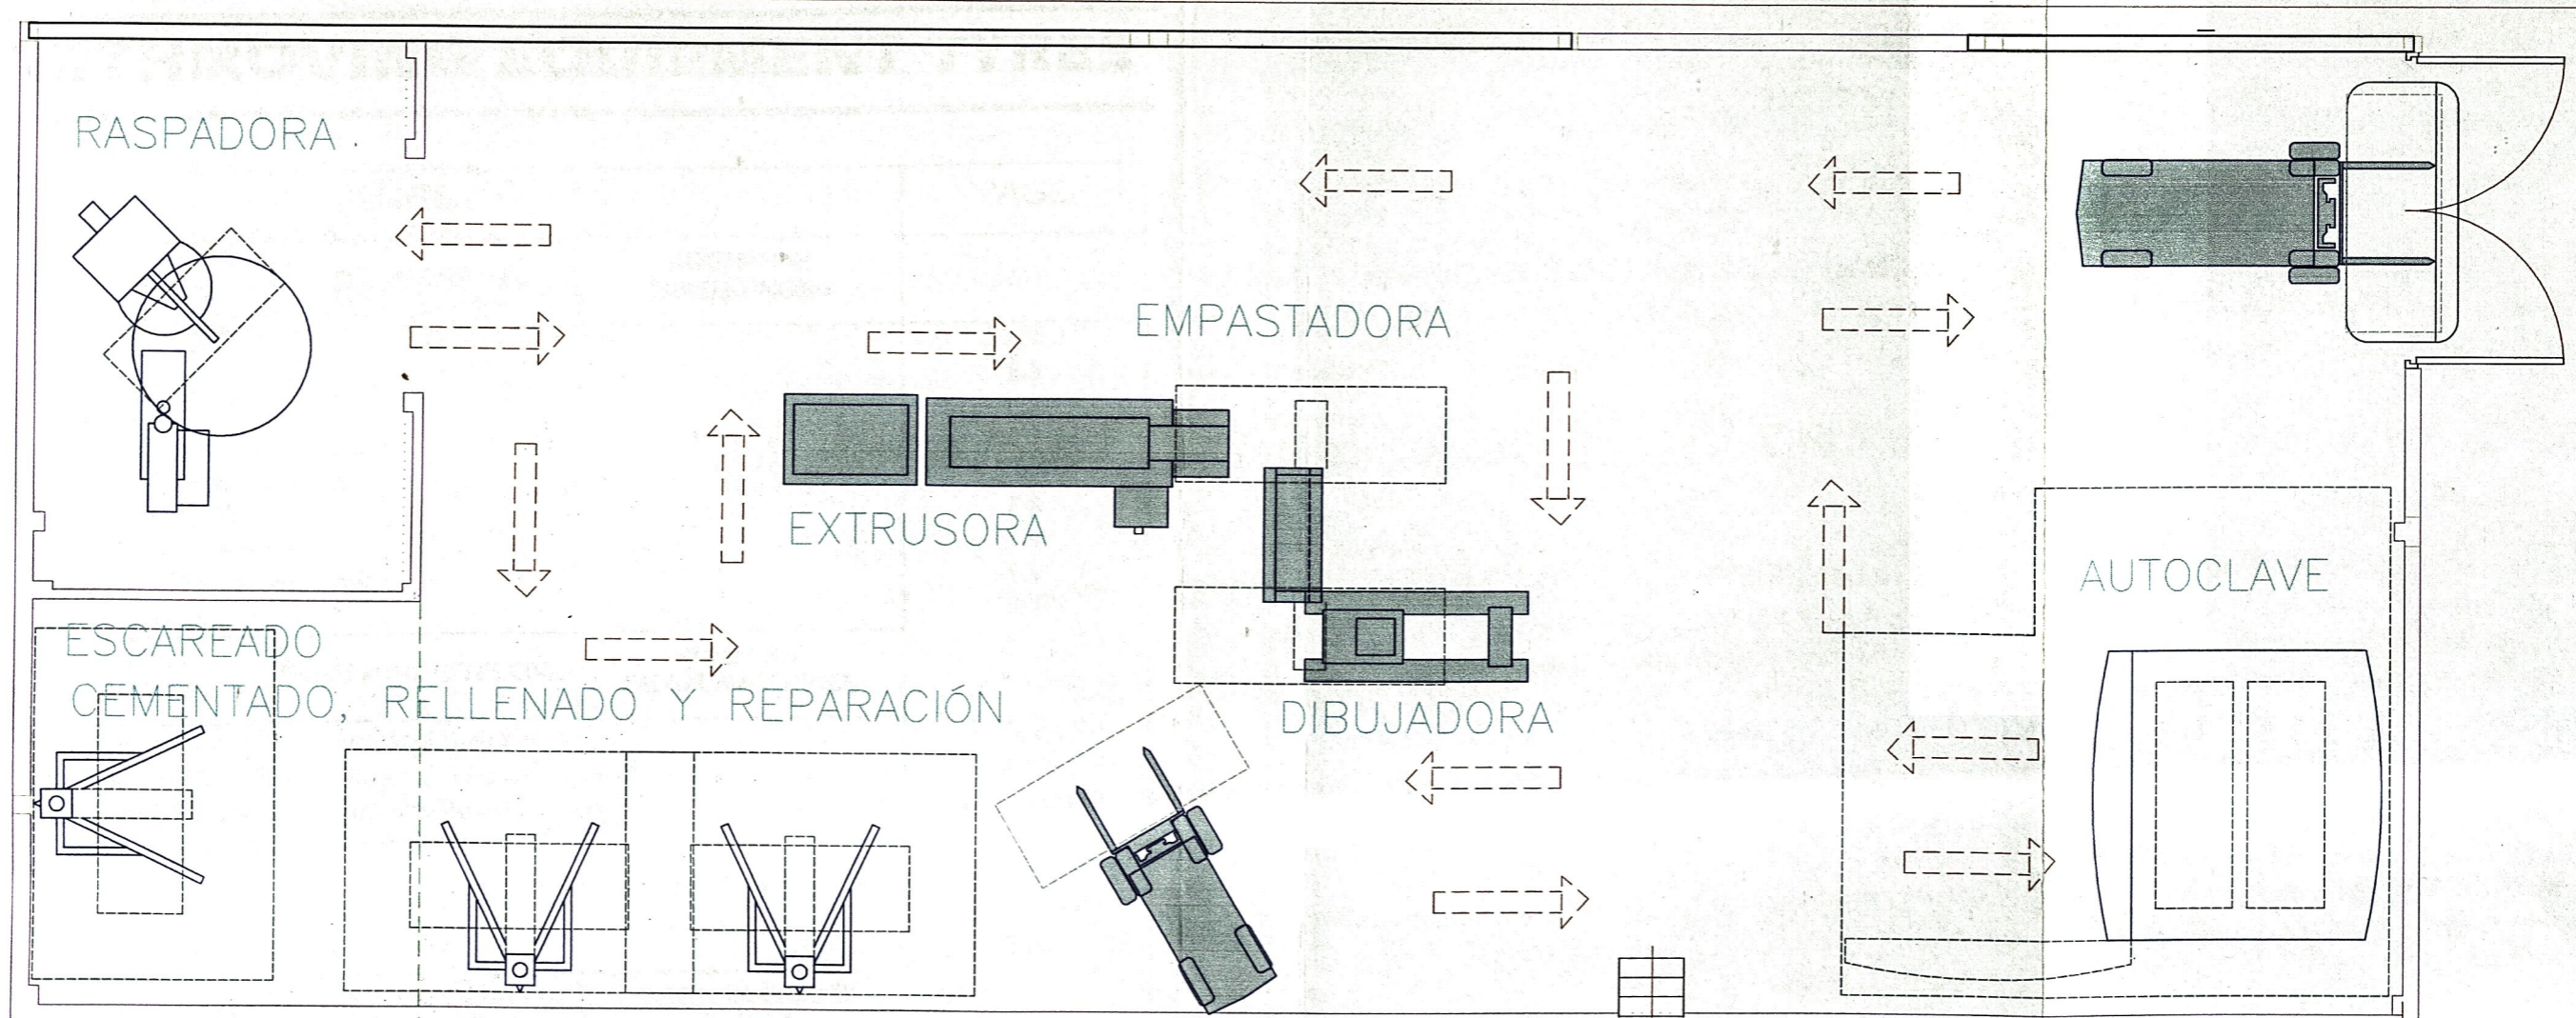 RASPADORA
EMPASTADORA
EXTRUSORA
AUTOCLAVE
ESCAREADO
CEMENTADO, RELLENADO Y REPARACIÓN
DIBUJADORA